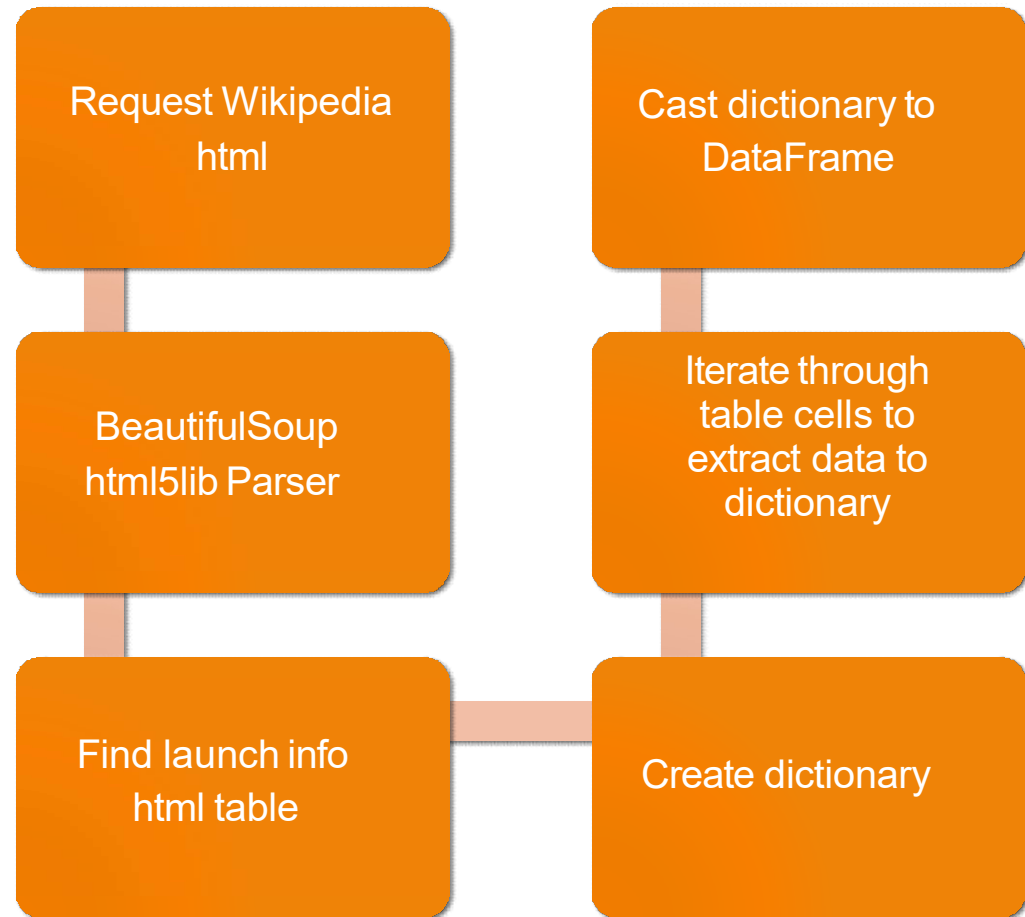 Request Wikipedia
html
BeautifulSoup
html5lib Parser
Find launch info
html table
Create dictionary
Iterate through
table cells to
extract data to
dictionary
Cast dictionary to
DataFrame